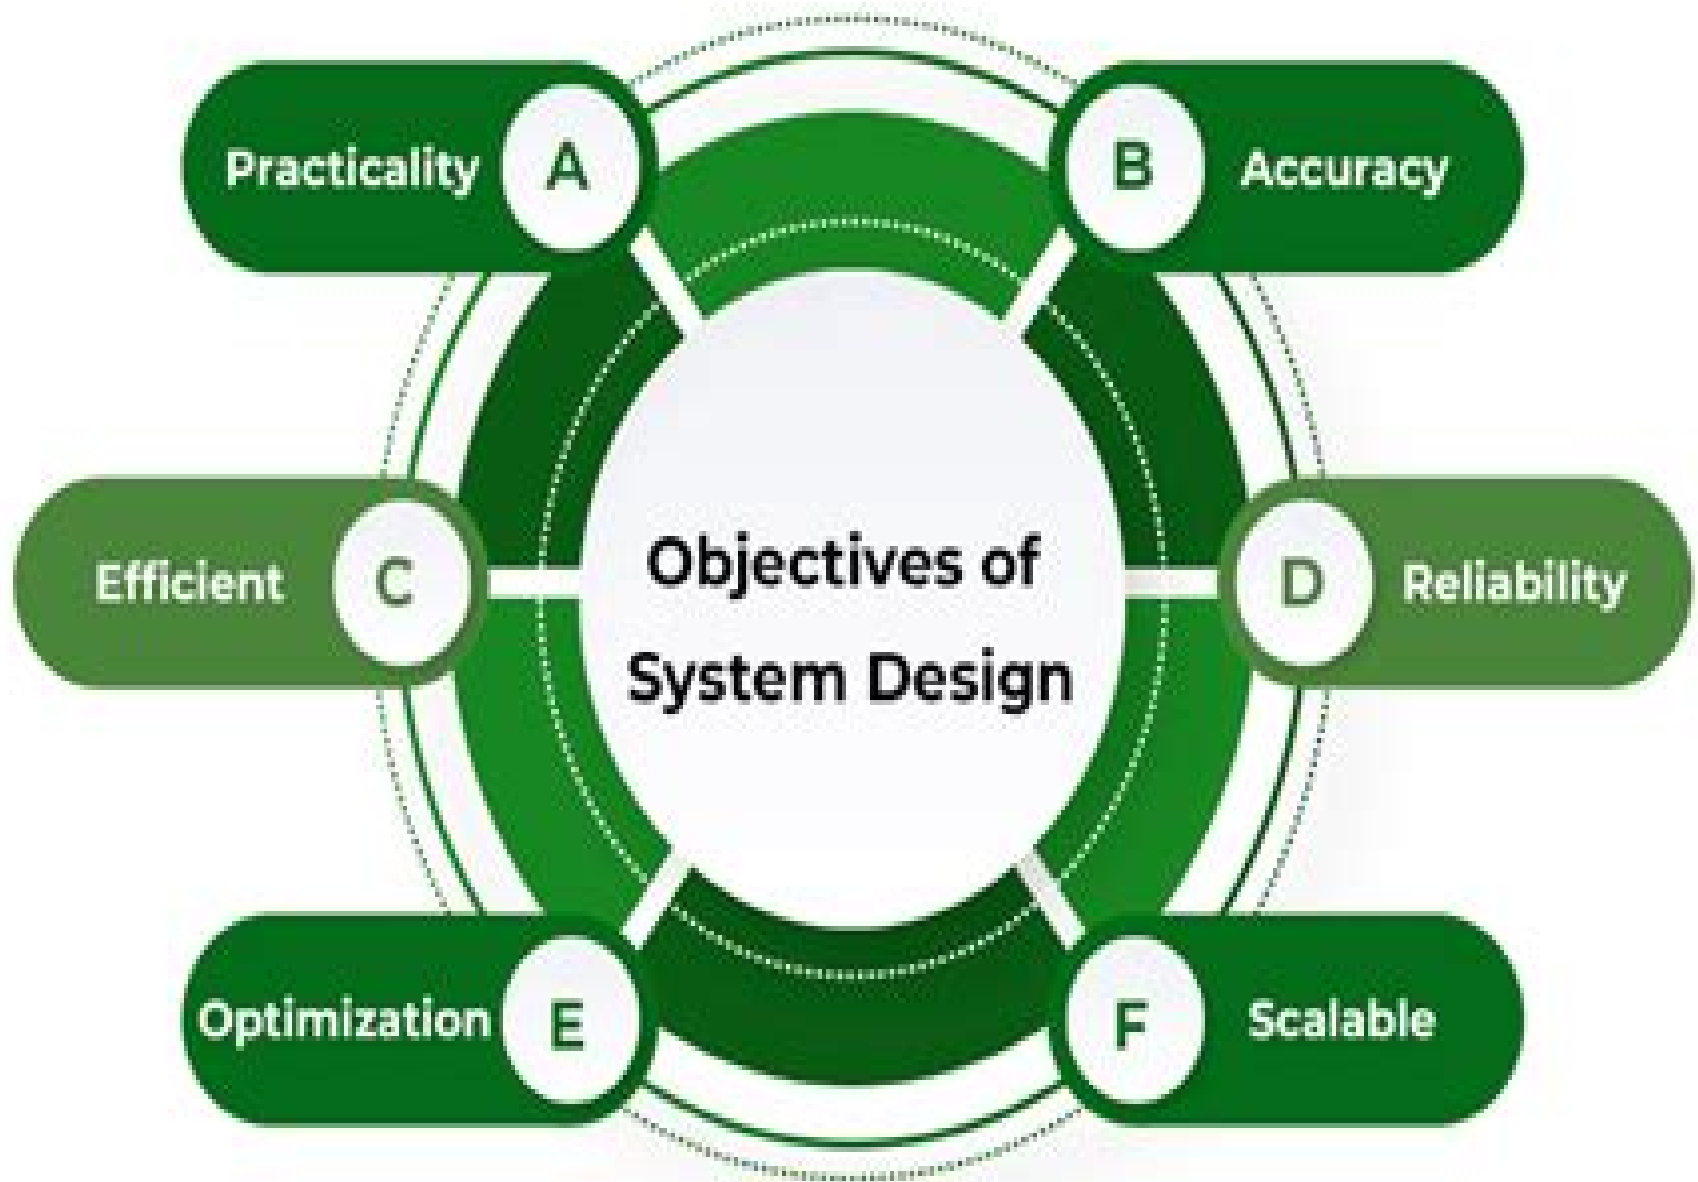 Practicality A
B Accuracy
Efficient C
Objectives of
System Design
D Reliability
Optimization E
F Scalable